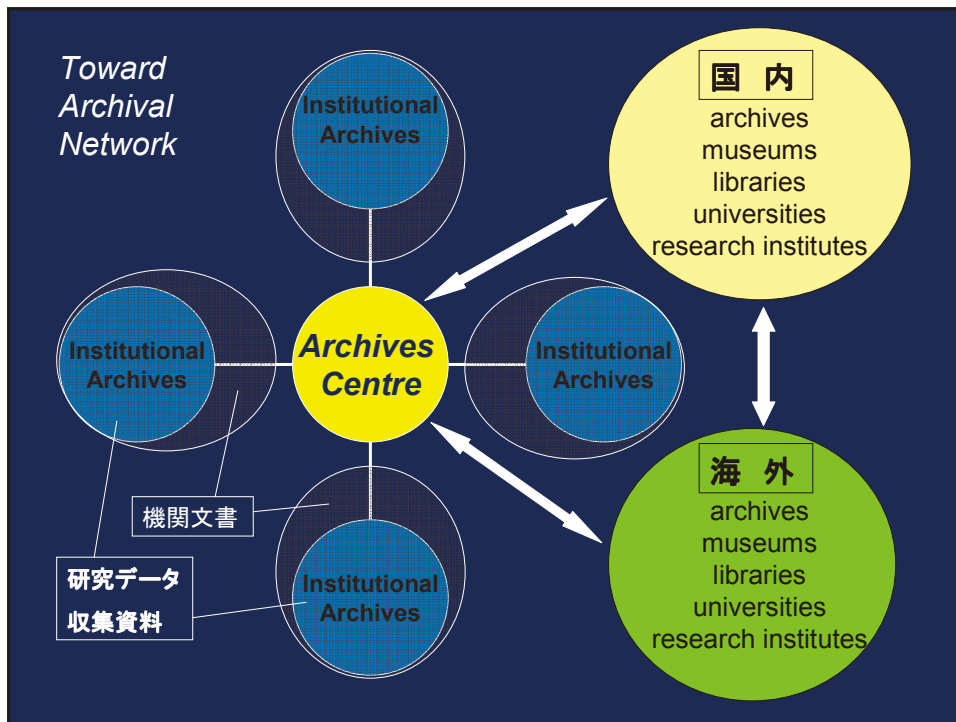 Toward
Archival
Network
Institutional
Archives
国 内
archives
museums
libraries
universities
research institutes
Institutional
Archives
Archives
Centre
Institutional
Archives
海 外
archives
museums
libraries
universities
research institutes
機関文書
研究データ
収集資料
Institutional
Archives